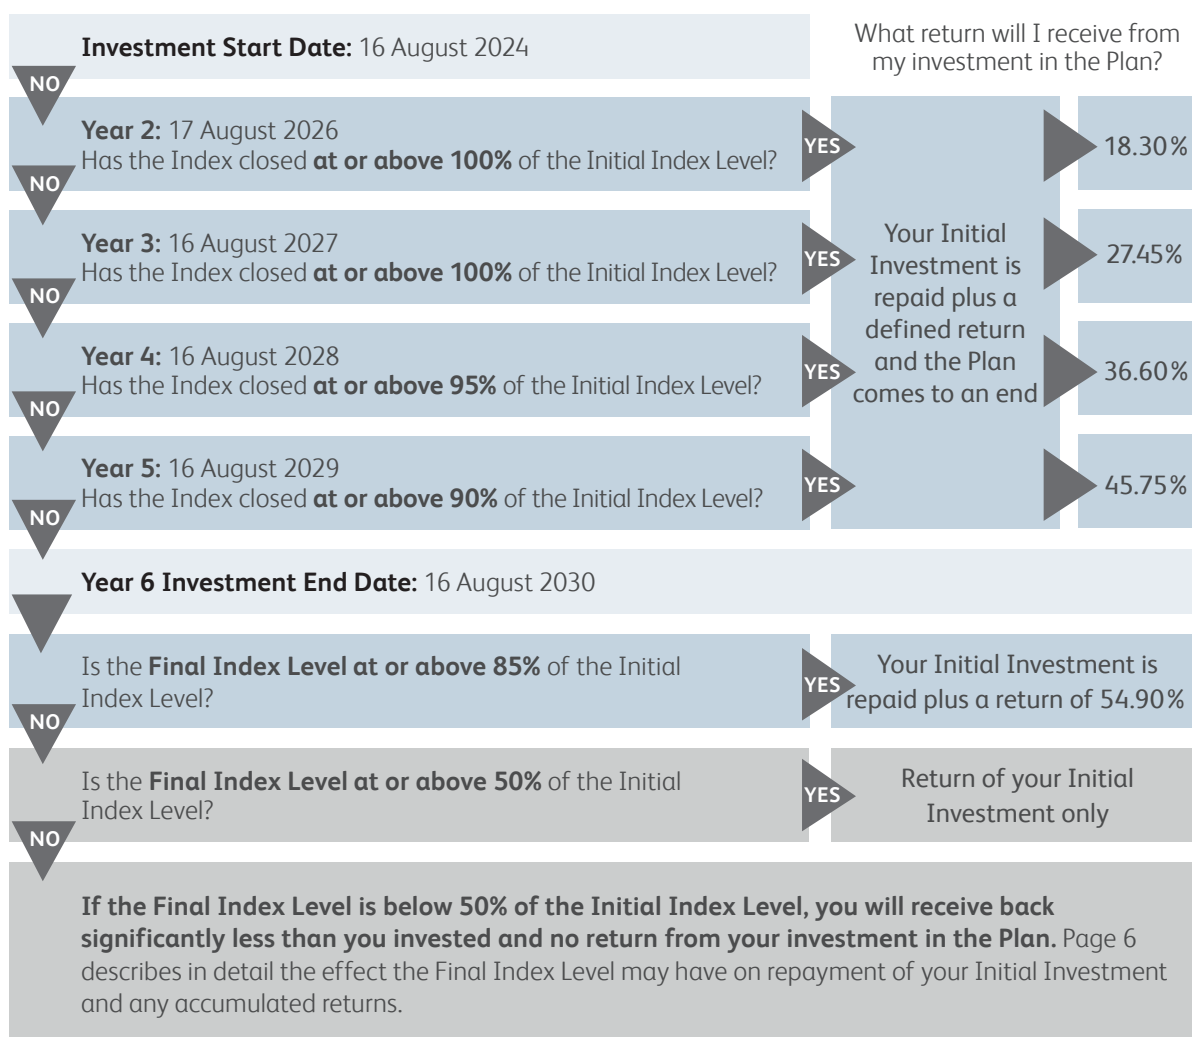 Investment Start Date: 16 August 2024
What return will I receive from
my investment in the Plan?
NO
Year 2: 17 August 2026
Has the Index closed at or above 100% of the Initial Index Level?
YES
18.30%
NO
Year 3: 16 August 2027
Has the Index closed at or above 100% of the Initial Index Level?
YES
27.45%
NO
Year 4: 16 August 2028
Has the Index closed at or above 95% of the Initial Index Level?
YES
36.60%
NO
Year 5: 16 August 2029
Has the Index closed at or above 90% of the Initial Index Level?
YES
45.75%
Your Initial
Investment is
repaid plus a
defined return
and the Plan
comes to an end
NO
Year 6 Investment End Date: 16 August 2030
Is the Final Index Level at or above 85% of the Initial
Index Level?
YES
Your Initial Investment is
repaid plus a return of 54.90%
NO
Is the Final Index Level at or above 50% of the Initial
Index Level?
YES
Return of your Initial
Investment only
NO
If the Final Index Level is below 50% of the Initial Index Level, you will receive back
significantly less than you invested and no return from your investment in the Plan. Page 6
describes in detail the effect the Final Index Level may have on repayment of your Initial Investment
and any accumulated returns.